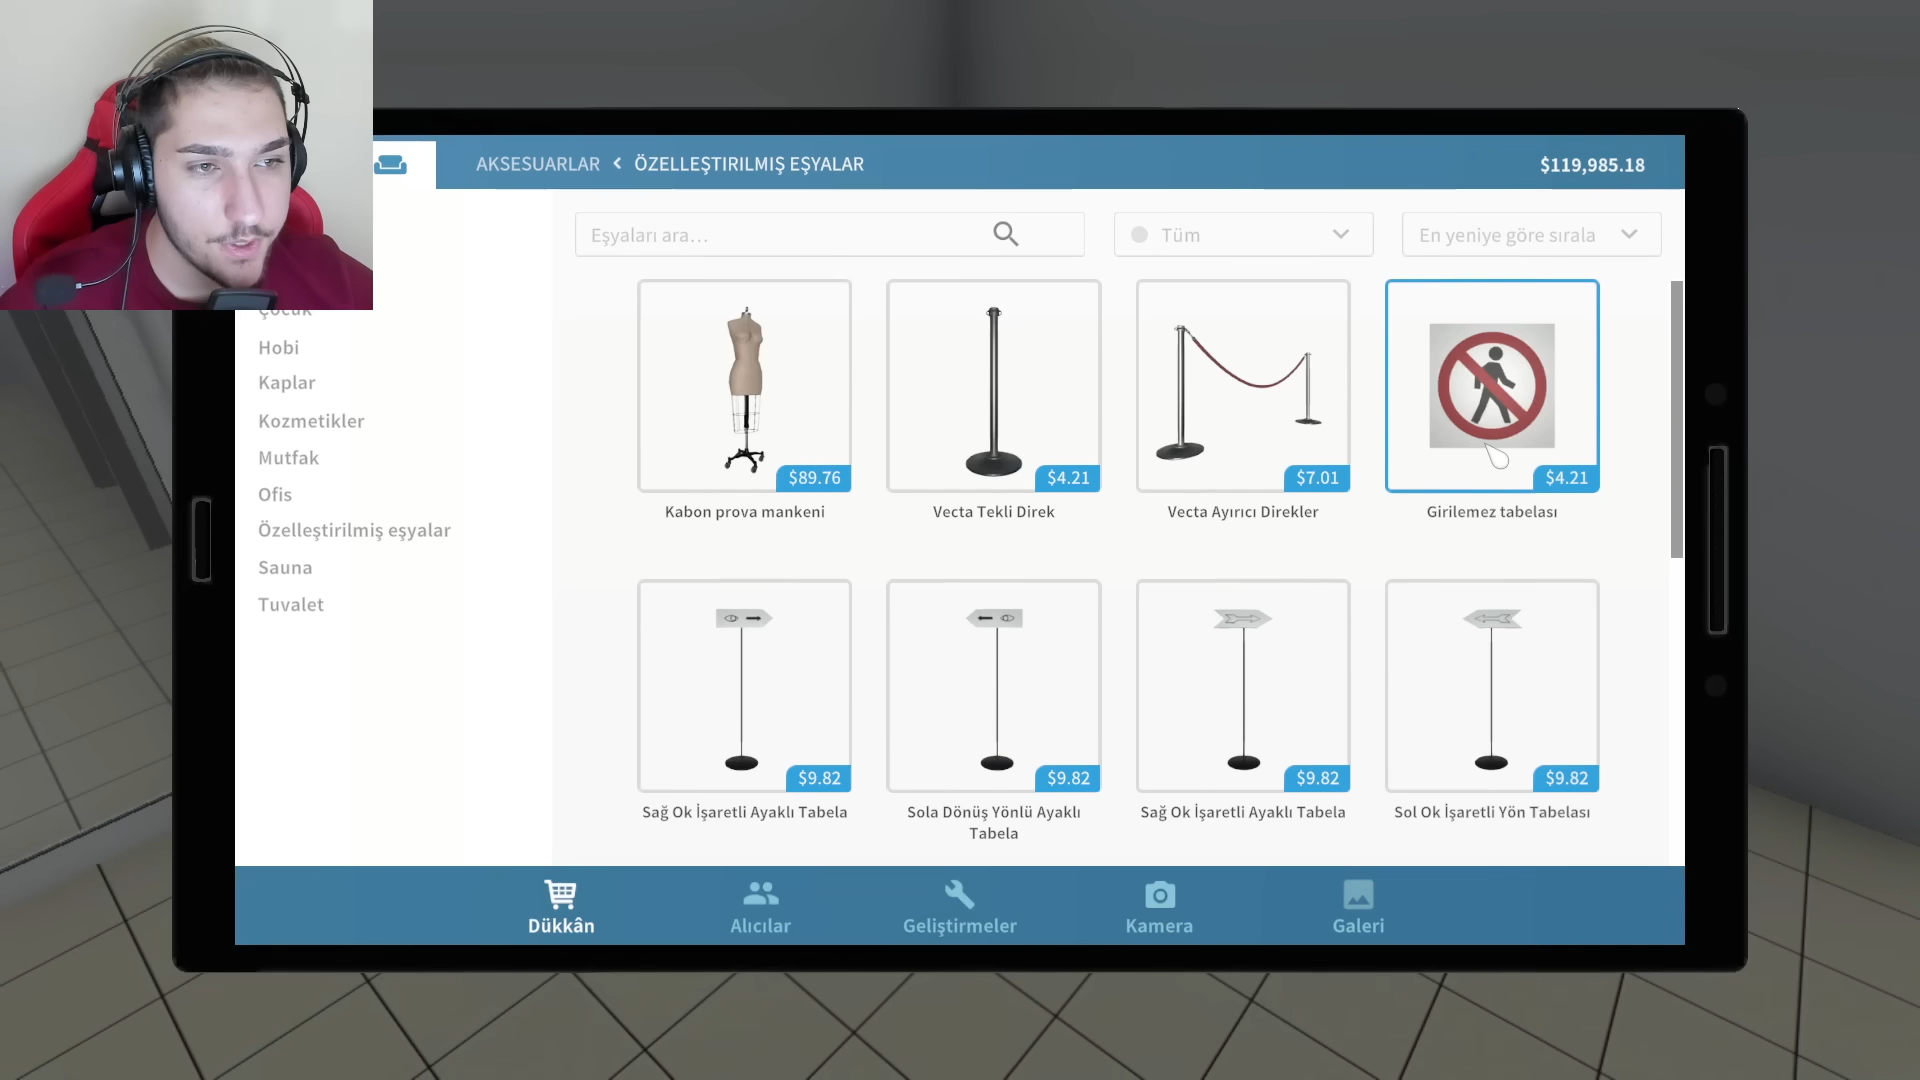 AKSESUARLAR < ÖZELLEŞTIRILMIŞ EŞYALAR
$119,985.18
Eşyaları ara...
Tüm
En yeniye göre sırala
Çocuk
Hobi
Kaplar
Kozmetikler
Mutfak
Ofis
Özelleştirilmiş eşyalar
Sauna
Tuvalet
$89.76
$4.21
$7.01
$4.21
Kabon prova mankeni
Vecta Tekli Direk
Vecta Ayırıcı Direkler
Girilemez tabelası
$9.82
$9.82
$9.82
$9.82
Sağ Ok İşaretli Ayaklı Tabela
Sola Dönüş Yönlü Ayaklı
Tabela
Sağ Ok İşaretli Ayaklı Tabela
Sol Ok İşaretli Yön Tabelası
Dükkân
Alıcılar
Geliştirmeler
Kamera
Galeri